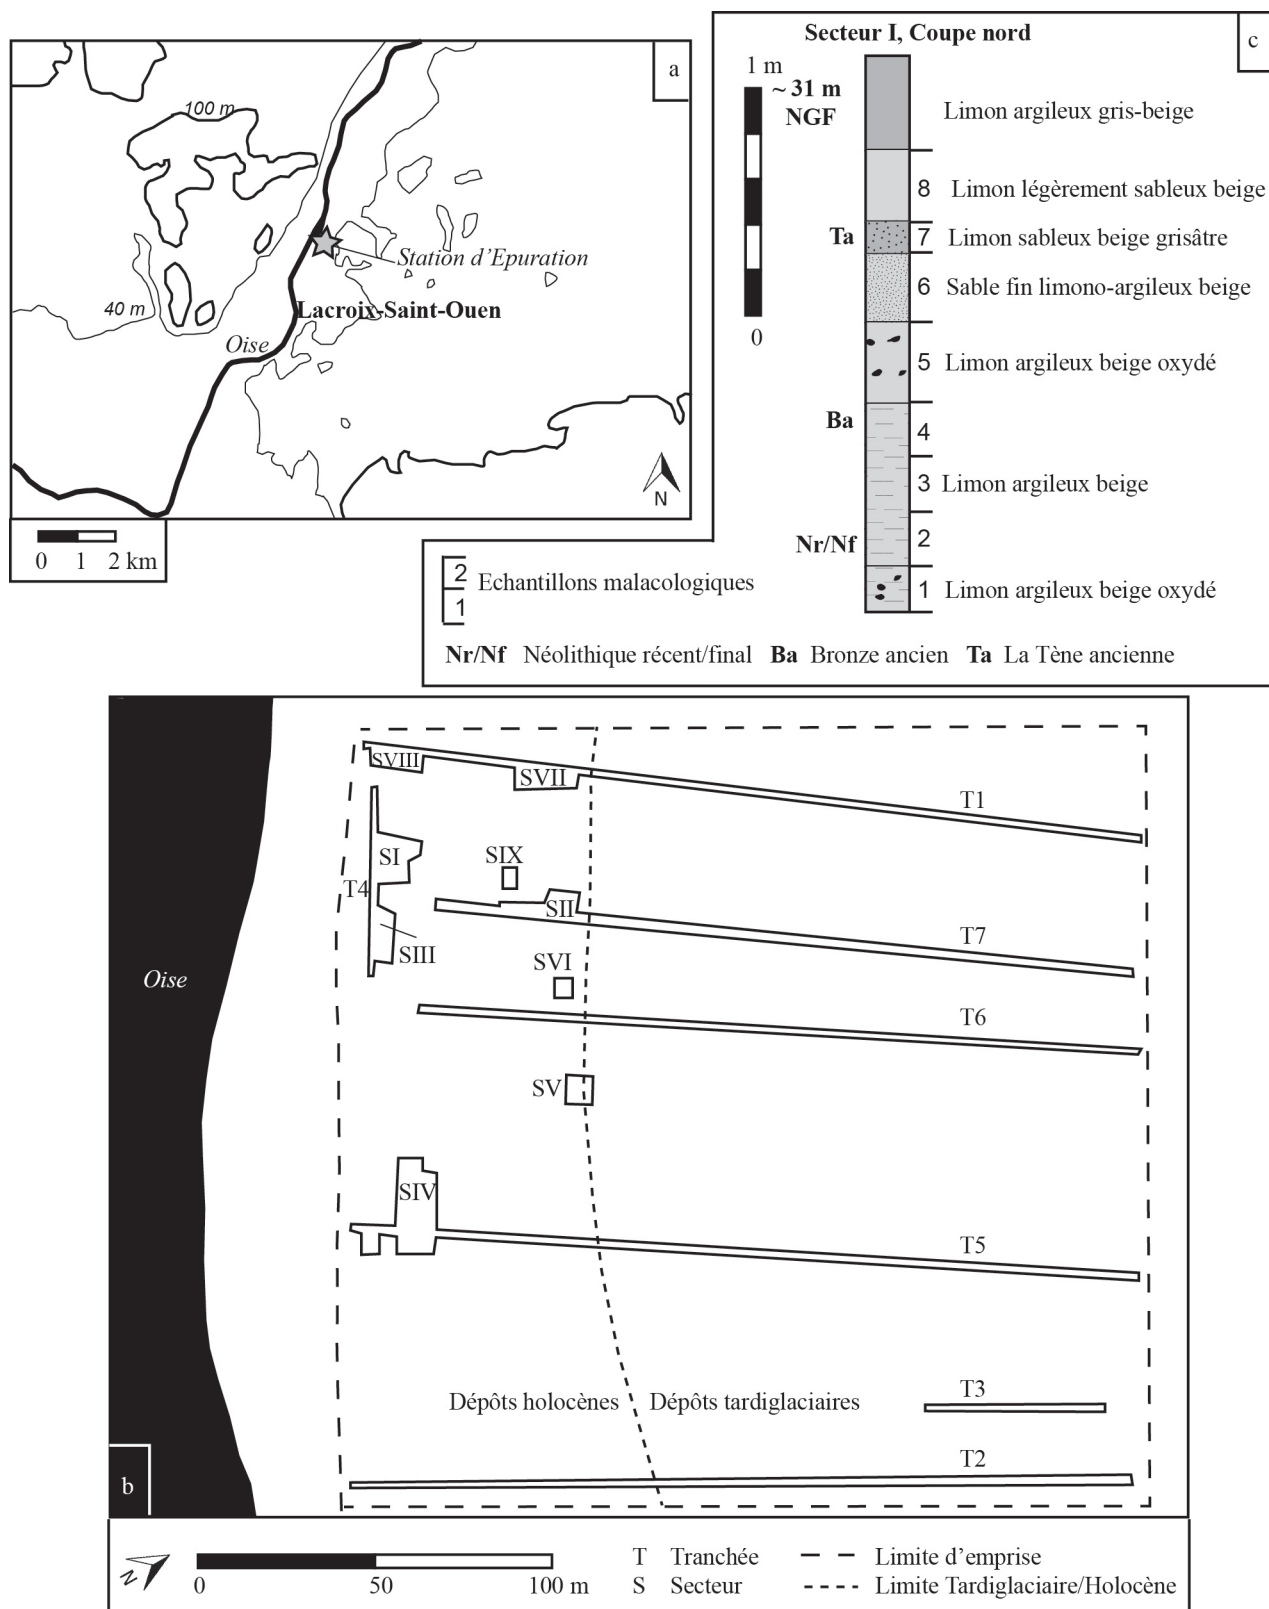 a
100 m
Station d'Epuration
40 m
Lacroix-Saint-Ouen
Oise
N
0 1 2 km
c
Secteur I, Coupe nord
1 m
~ 31 m
NGF
0
Limon argileux gris-beige
8 Limon légèrement sableux beige
Ta 7 Limon sableux beige grisâtre
6 Sable fin limono-argileux beige
5 Limon argileux beige oxydé
Ba 4
3 Limon argileux beige
Nr/Nf 2
1 Limon argileux beige oxydé
2 Echantillons malacologiques
1
Nr/Nf Néolithique récent/final Ba Bronze ancien Ta La Tène ancienne
SVIII
SVII
T1
SI
SIX
T4
SII
T7
SIII
SVI
Oise
T6
SV
SIV
T5
T3
Dépôts holocènes Dépôts tardiglaciaires
T2
b
N
0 50 100 m
T Tranchée
S Secteur
Limite d'emprise
Limite Tardiglaciaire/Holocène